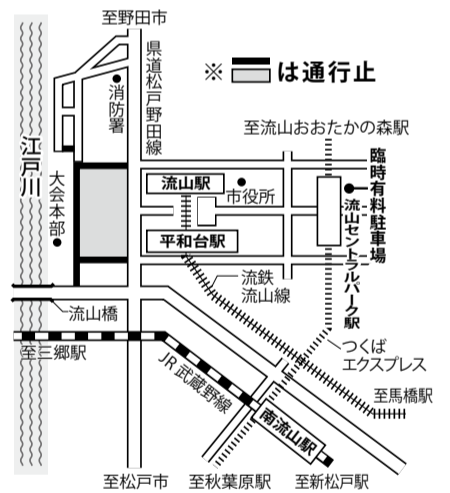 至野田市
県道松戸野田線
※ は通行止
消防署
至流山おおたかの森駅
江戸川
大会本部
流山駅
市役所
平和台駅
臨時有料駐車場
流山セントラルパーク駅
流鉄
流山線
流山橋
至三郷駅
JR武蔵野線
つくば
エクスプレス
至馬橋駅
南流山駅
至松戸市
至秋葉原駅
至新松戸駅